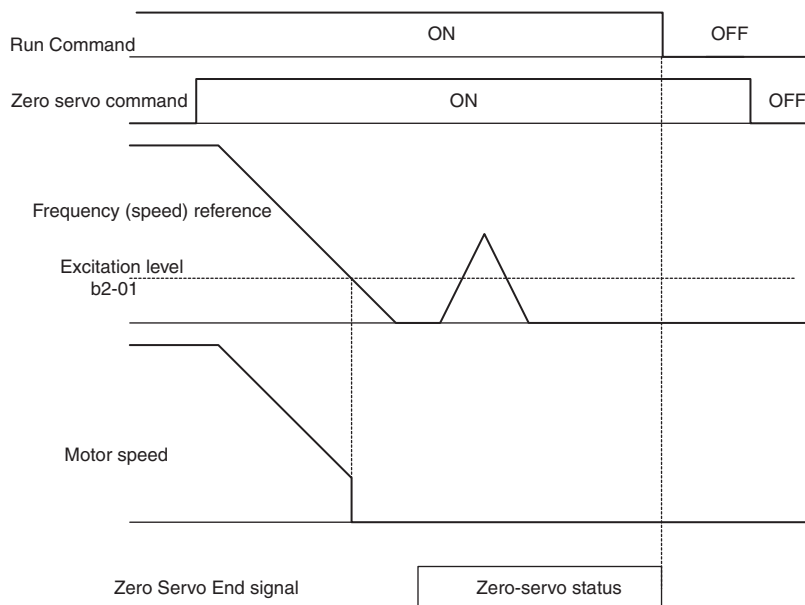 Run Command
ON
OFF
Zero servo command
ON
OFF
Frequency (speed) reference
Excitation level
b2-01
Motor speed
Zero Servo End signal
Zero-servo status